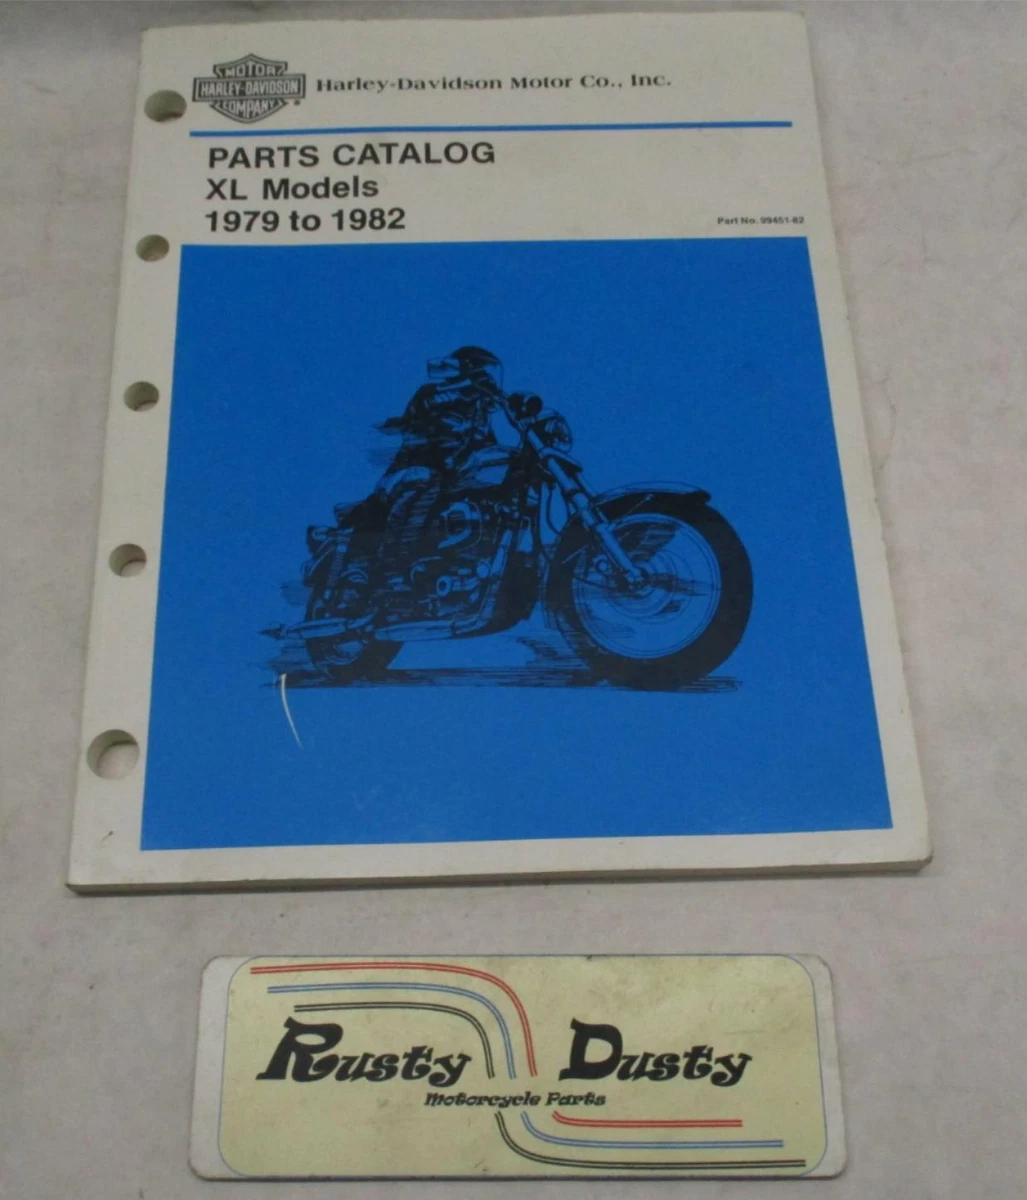 MOTOR
HARLEY-DAVIDSON
COMPANY
Harley-Davidson Motor Co., Inc.
PARTS CATALOG
XL Models
1979 to 1982
Part No. 99451-82
Rusty Dusty
Motorcycle Parts